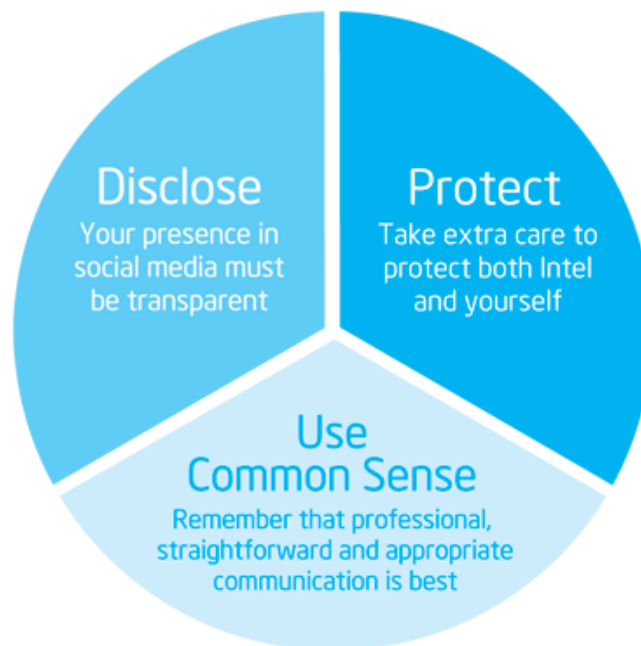 Disclose
Your presence in
social media must
be transparent
Protect
Take extra care to
protect both Intel
and yourself
Use
Common Sense
Remember that professional,
straightforward and appropriate
communication is best